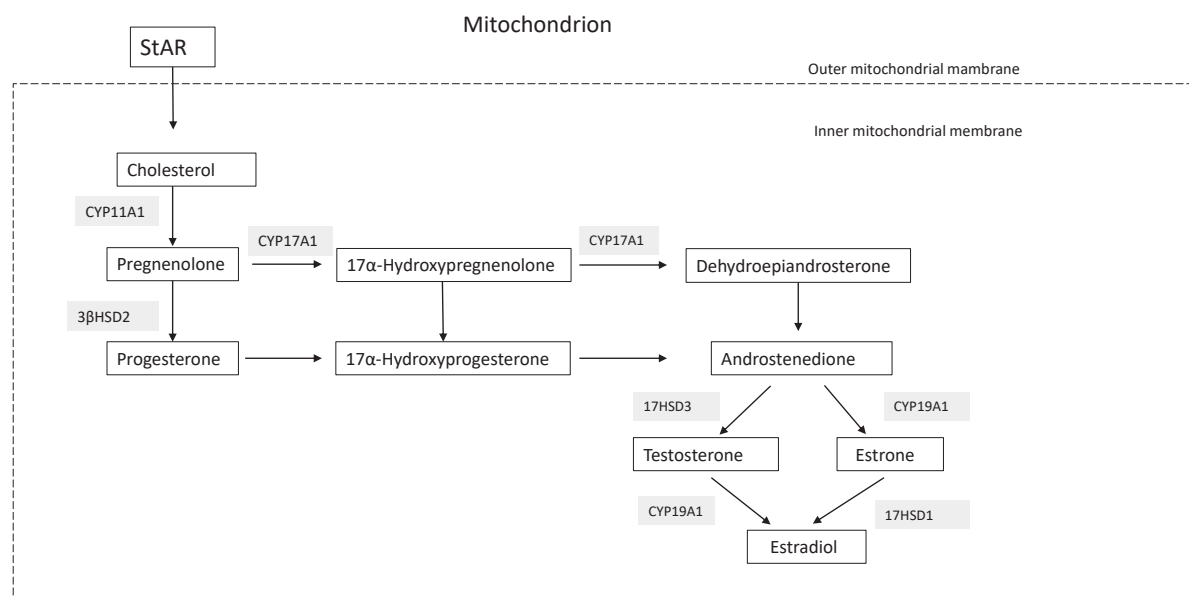 Mitochondrion
StAR
Outer mitochondrial mambrane
Inner mitochondrial membrane
Cholesterol
CYP11A1
CYP17A1
CYP17A1
Pregnenolone
17α-Hydroxypregnenolone
Dehydroepiandrosterone
3βHSD2
Progesterone
17α-Hydroxyprogesterone
Androstenedione
17HSD3
CYP19A1
Testosterone
Estrone
CYP19A1
17HSD1
Estradiol